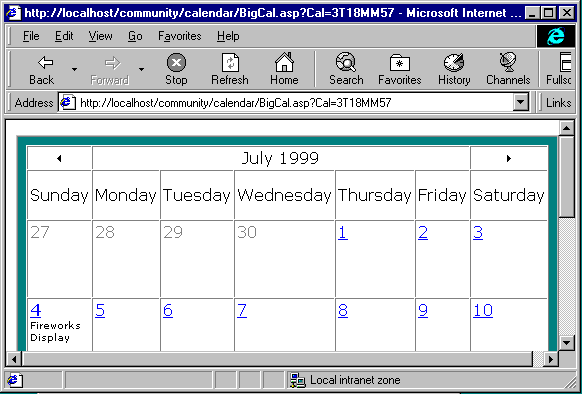 http://localhost/community/calendar/BigCal.asp?Cal=3T18MM57 - Microsoft Internet ...
File Edit View Go Favorites Help
Back Forward Stop Refresh Home Search Favorites History Channels Fullsc
Address http://localhost/community/calendar/BigCal.asp?Cal=3T18MM57 Links
July 1999
Sunday Monday Tuesday Wednesday Thursday Friday Saturday
27 28 29 30 1 2 3
4 5 6 7 8 9 10
Fireworks
Display
Local intranet zone